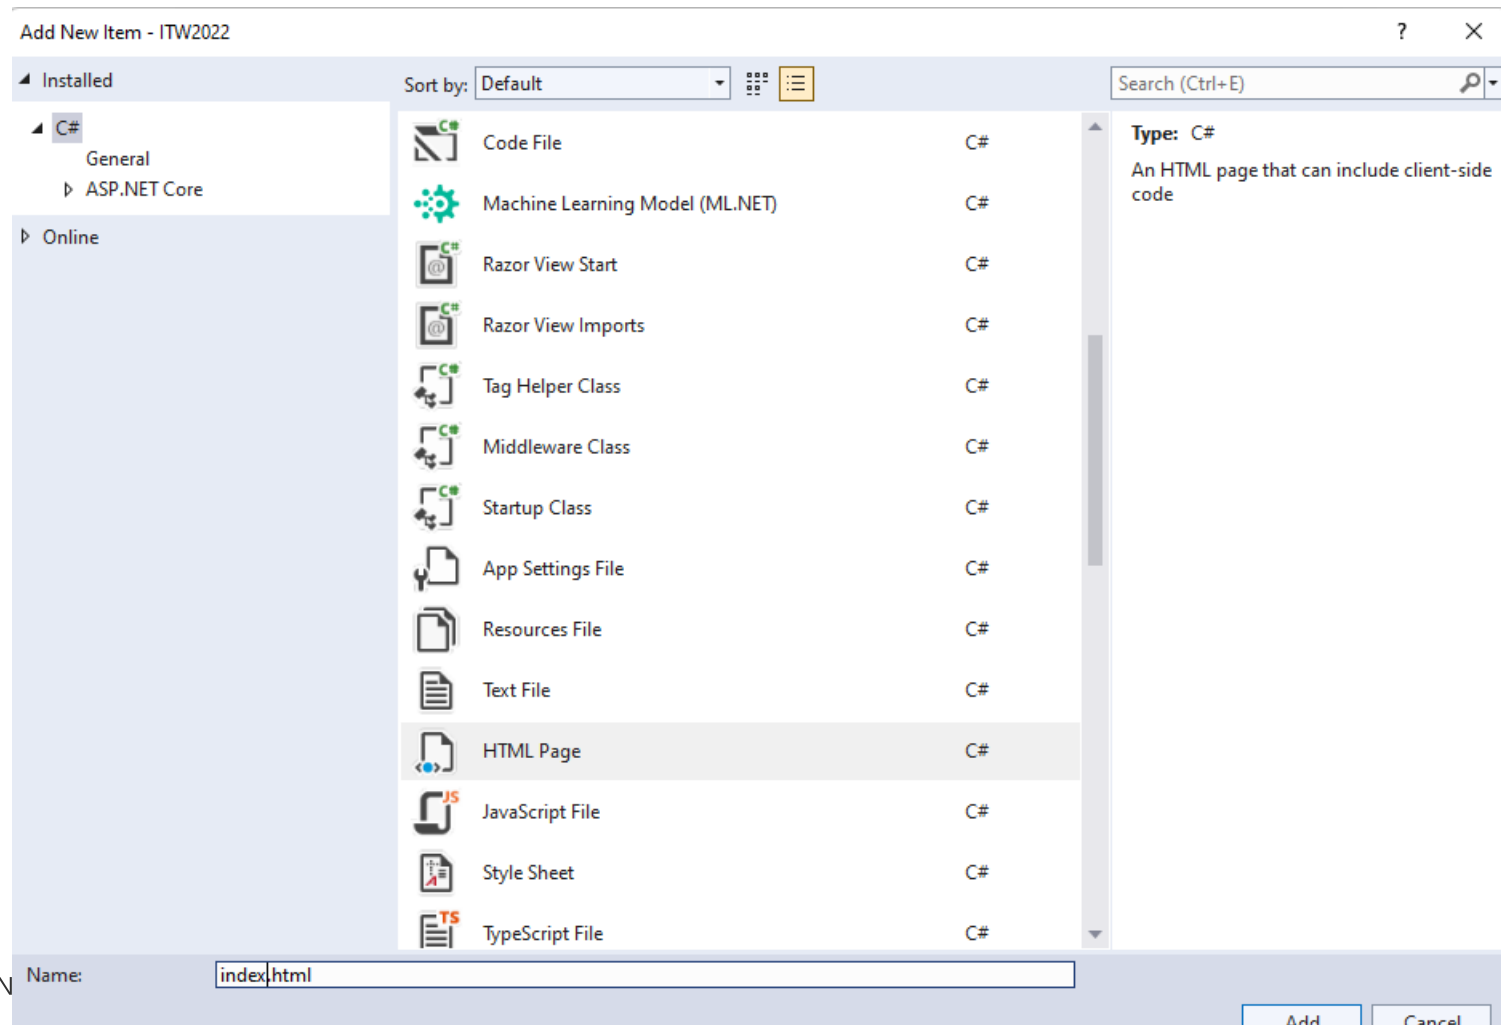 Add New Item - ITW2022
?
Installed
Sort by: Default
Search (Ctrl+E)
C#
General
ASP.NET Core
Online
Code File C#
Machine Learning Model (ML.NET) C#
Razor View Start C#
Razor View Imports C#
Tag Helper Class C#
Middleware Class C#
Startup Class C#
App Settings File C#
Resources File C#
Text File C#
HTML Page C#
JavaScript File C#
Style Sheet C#
TypeScript File C#
Type: C#
An HTML page that can include client-side
code
N
Name: index.html
Add Cancel